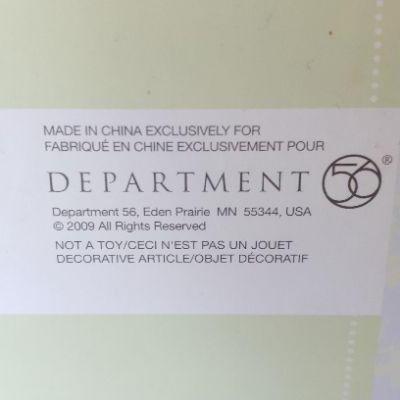 MADE IN CHINA EXCLUSIVELY FOR
FABRIQUÉ EN CHINE EXCLUSIVEMENT POUR
DEPARTMENT 56®
Department 56, Eden Prairie MN 55344, USA
© 2009 All Rights Reserved
NOT A TOY/CECI N'EST PAS UN JOUET
DECORATIVE ARTICLE/OBJET DÉCORATIF